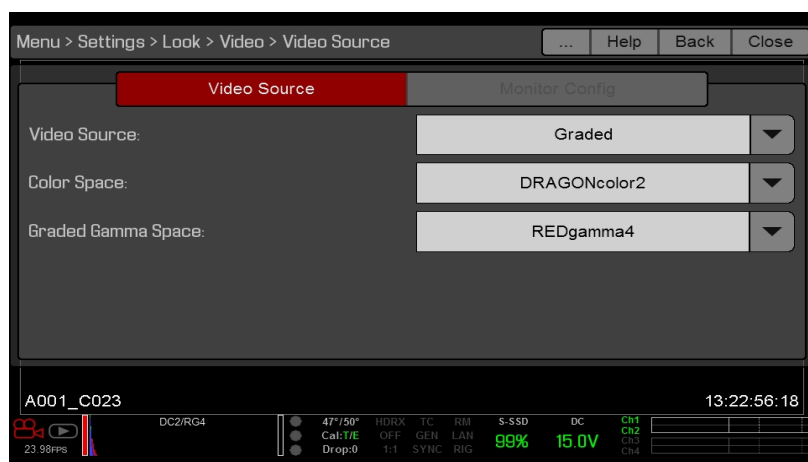 Menu > Settings > Look > Video > Video Source ... Help Back Close
Video Source Monitor Config
Video Source: Graded
Color Space: DRAGONcolor2
Graded Gamma Space: REDgamma4
A001_C023 13:22:56:18
DC2/RG4 47°/50° HDRX TC RM S-SSD DC Ch1
Ch2
Cal:T/E OFF GEN LAN 99% 15.0V Ch3
23.98FPS Drop:0 1:1 SYNC RIG Ch4